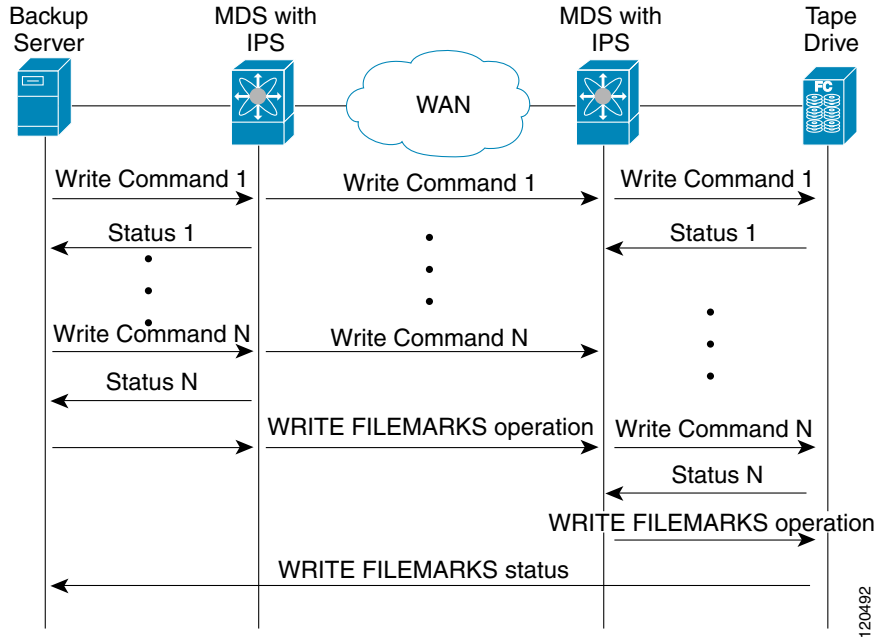 Backup
Server
MDS with
IPS
MDS with
IPS
Tape
Drive
WAN
FC
Write Command 1
Write Command 1
Write Command 1
Status 1
Status 1
Write Command N
Write Command N
Status N
WRITE FILEMARKS operation
Write Command N
Status N
WRITE FILEMARKS operation
WRITE FILEMARKS status
120492